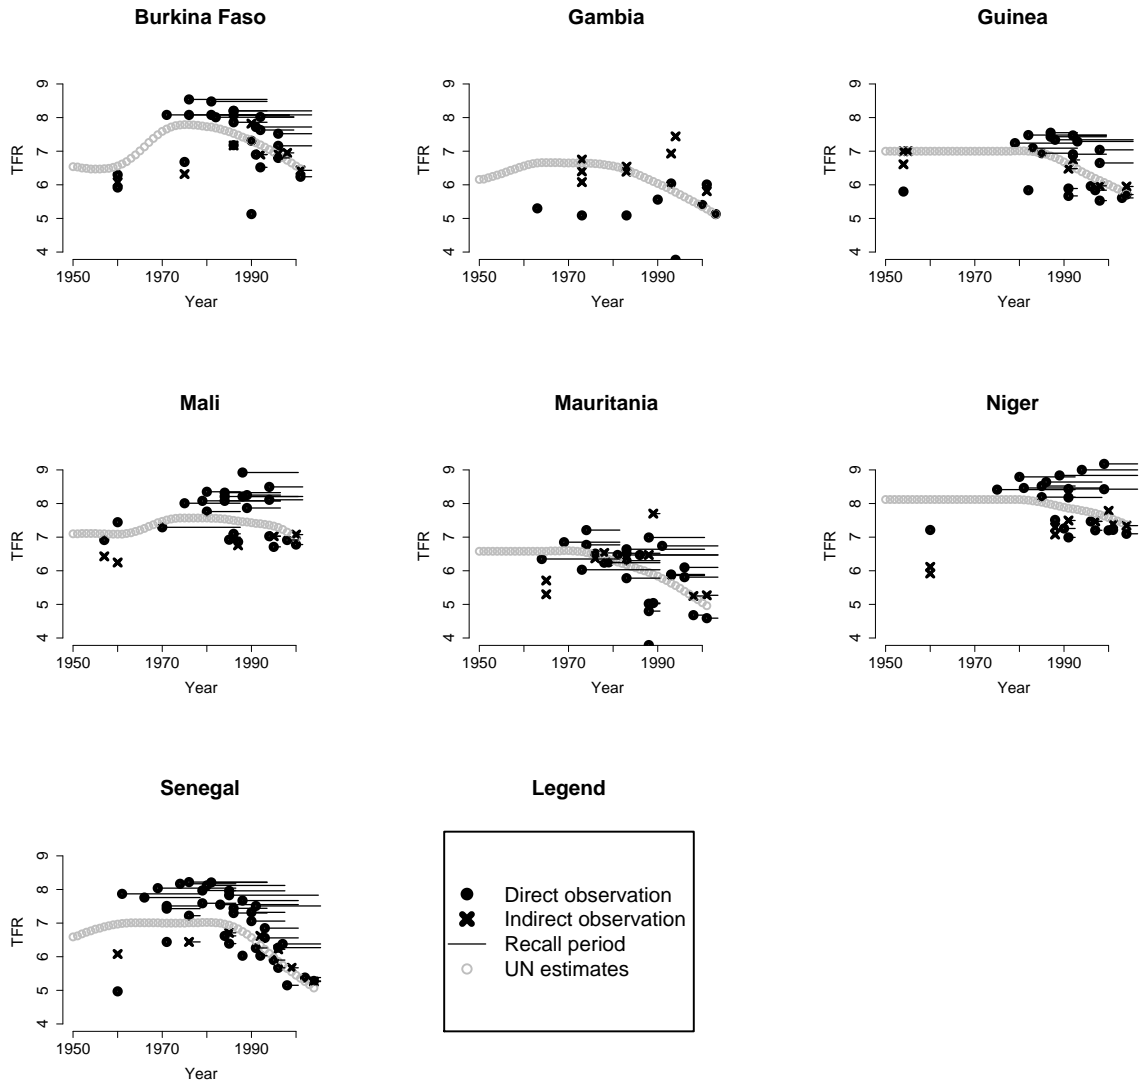 Burkina Faso
Gambia
Guinea
TFR
4 5 6 7 8 9
1950 1970 1990
Year
TFR
4 5 6 7 8 9
1950 1970 1990
Year
TFR
4 5 6 7 8 9
1950 1970 1990
Year
Mali
Mauritania
Niger
TFR
4 5 6 7 8 9
1950 1970 1990
Year
TFR
4 5 6 7 8 9
1950 1970 1990
Year
TFR
4 5 6 7 8 9
1950 1970 1990
Year
Senegal
Legend
TFR
4 5 6 7 8 9
1950 1970 1990
Year
Direct observation
Indirect observation
Recall period
UN estimates